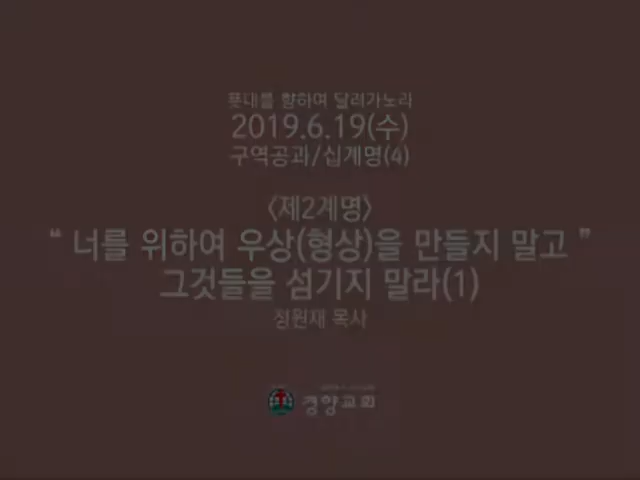 푯대를 향하여 달려가노라
2019.6.19(수)
구역공과/십계명(4)
〈제2계명〉
“ 너를 위하여 우상(형상)을 만들지 말고 ”
그것들을 섬기지 말라(1)
정원재 목사
경향교회